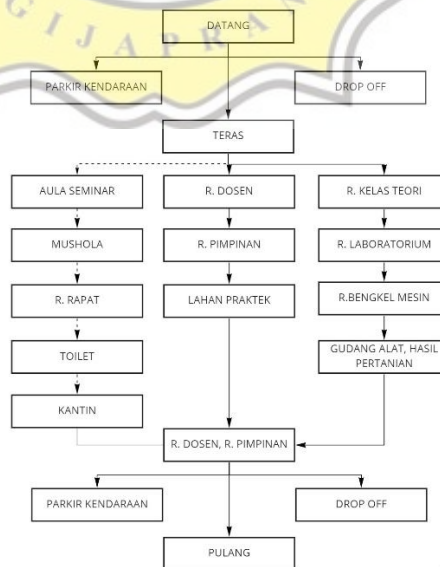 GIJAPRAN
DATANG
PARKIR KENDARAAN
DROP OFF
TERAS
AULA SEMINAR
R. DOSEN
R. KELAS TEORI
MUSHOLA
R. PIMPINAN
R. LABORATORIUM
R. RAPAT
LAHAN PRAKTEK
R.BENGKEL MESIN
TOILET
GUDANG ALAT, HASIL
PERTANIAN
KANTIN
R. DOSEN, R. PIMPINAN
PARKIR KENDARAAN
DROP OFF
PULANG